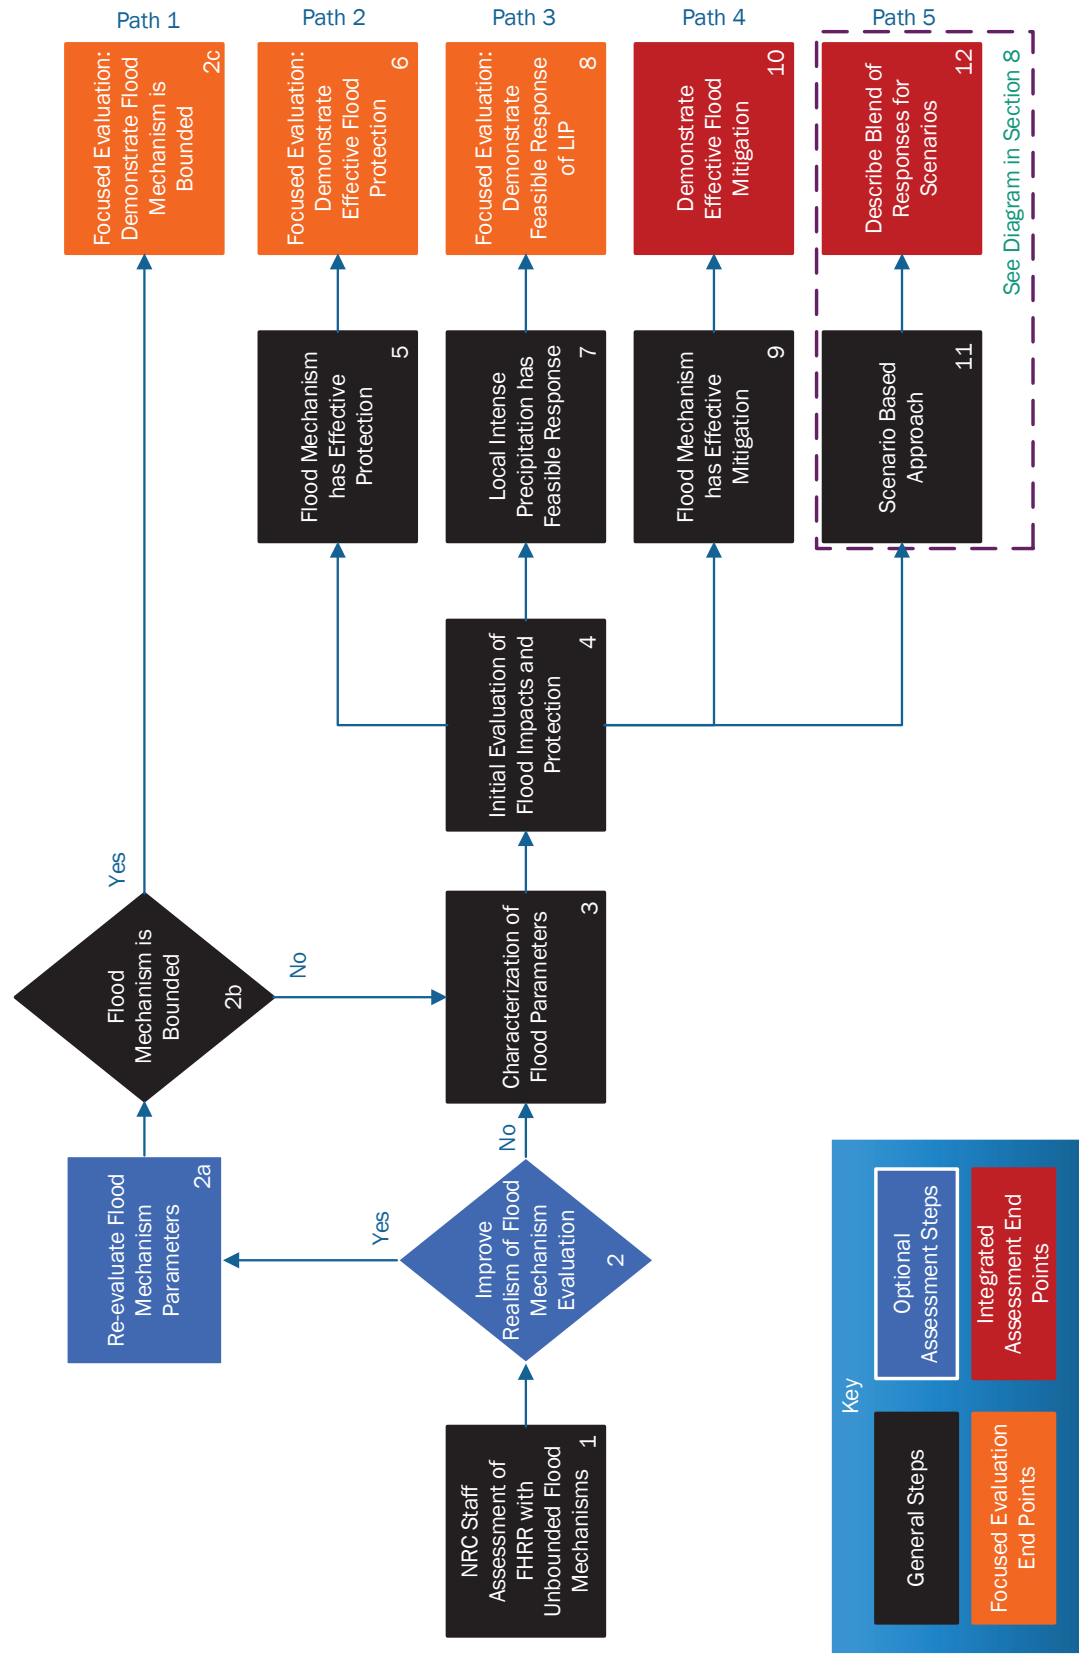 Path 1
Path 2
Path 3
Path 4
Path 5
NRC Staff
Assessment of
FHRR with
Unbounded Flood
Mechanisms
1
Improve
Realism of Flood
Mechanism
Evaluation
2
Yes
No
Re-evaluate Flood
Mechanism
Parameters
2a
Flood
Mechanism is
Bounded
2b
Yes
No
Focused Evaluation:
Demonstrate Flood
Mechanism is
Bounded
2c
Characterization of
Flood Parameters
3
Initial Evaluation of
Flood Impacts and
Protection
4
Flood Mechanism
has Effective
Protection
5
Focused Evaluation:
Demonstrate
Effective Flood
Protection
6
Local Intense
Precipitation has
Feasible Response
7
Focused Evaluation:
Demonstrate
Feasible Response
of LIP
8
Flood Mechanism
has Effective
Mitigation
9
Demonstrate
Effective Flood
Mitigation
10
Scenario Based
Approach
11
Describe Blend of
Responses for
Scenarios
12
See Diagram in Section 8
Key
General Steps
Optional
Assessment Steps
Focused Evaluation
End Points
Integrated
Assessment End
Points